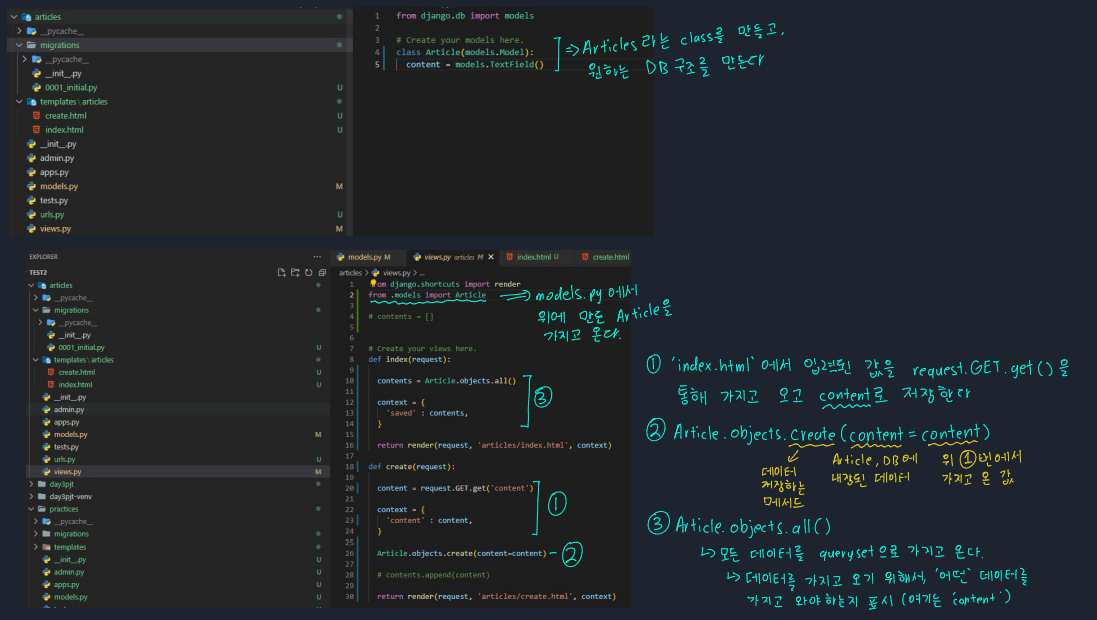 articles
__pycache__
migrations
__pycache__
__init__.py
0001_initial.py U
templates \ articles
create.html U
index.html U
__init__.py
admin.py
apps.py
models.py M
tests.py
urls.py U
views.py M
1 from django.db import models
2
3 # Create your models here.
4 class Article(models.Model):
5 content = models.TextField()
⇒ Articles라는 class를 만들고,
원하는 DB 구조를 만든다
EXPLORER ...
TEST2
articles
__pycache__
migrations
__pycache__
__init__.py
0001_initial.py U
templates \ articles
create.html U
index.html U
__init__.py
admin.py
apps.py
models.py M
tests.py
urls.py U
views.py M
day3pjt
day3pjt-venv
practices
__pycache__
migrations
templates
__init__.py U
admin.py U
apps.py U
models.py U
models.py M views.py articles M × index.html U create.html
articles > views.py > ...
1 om django.shortcuts import render
2 from .models import Article
3
4 # contents = []
5
6
7 # Create your views here.
8 def index(request):
9
10 contents = Article.objects.all()
11
12 context = {
13 'saved' : contents,
14 }
15
16 return render(request, 'articles/index.html', context)
17
18 def create(request):
19
20 content = request.GET.get('content')
21
22 context = {
23 'content' : content,
24 }
25
26 Article.objects.create(content=content) - ②
27
28 # contents.append(content)
29
30 return render(request, 'articles/create.html', context)
⇒ models.py 에서
위에 만든 Article을
가지고 온다.
③
①
① 'index.html'에서 입력된 값을 request.GET.get()을
통해 가지고 오고 content로 저장한다
② Article.objects.create(content = content)
데이터
저장하는
메서드
Article, DB에
내장된 데이터
위 ①번에서
가지고 온 값
③ Article.objects.all()
↳ 모든 데이터를 queryset으로 가지고 온다.
↳ 데이터를 가지고 오기 위해서, '어떤' 데이터를
가지고 와야하는지 표시 (여기는 'content')